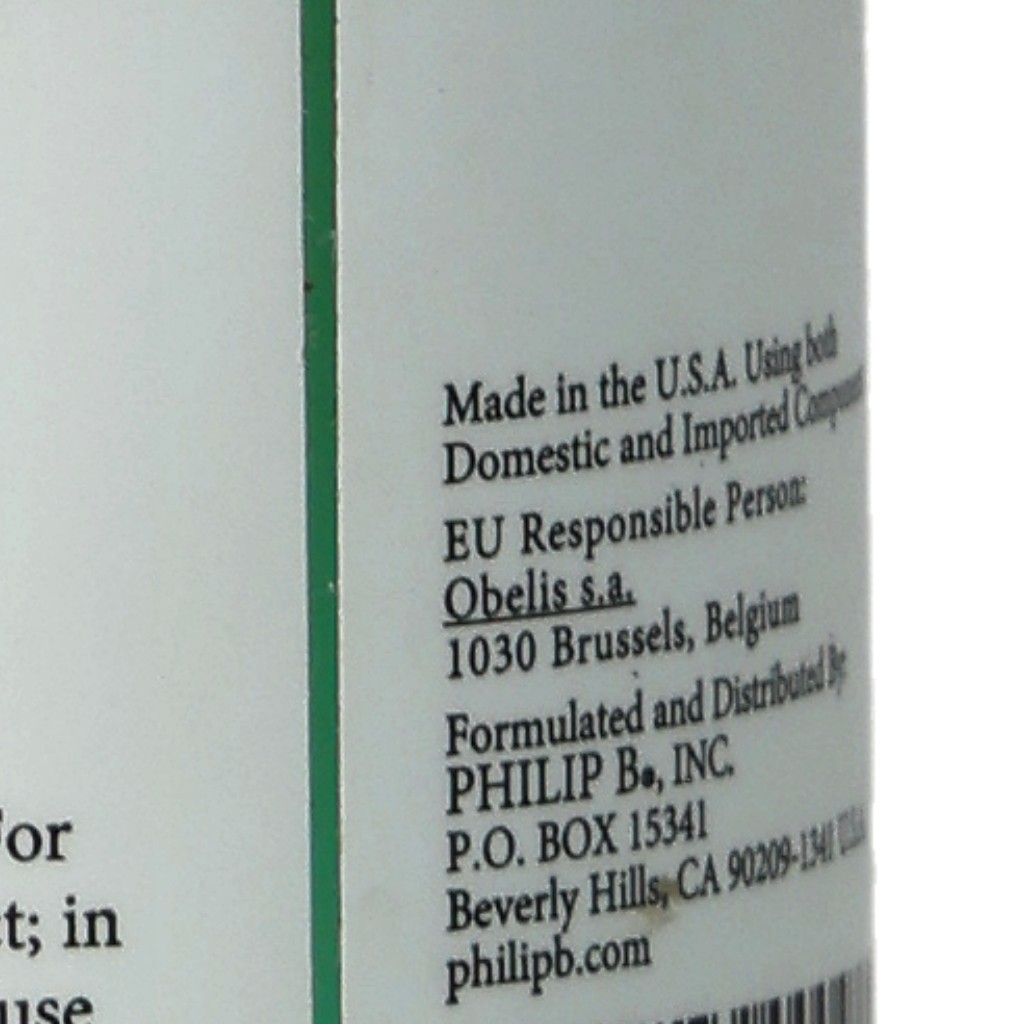 Made in the U.S.A. Using both
Domestic and Imported
EU Responsible Person:
Obelis s.a.
1030 Brussels, Belgium
Formulated and Distributed By:
PHILIP B®, INC.
P.O. BOX 15341
Beverly Hills, CA 90209-1341 U.S.A
philipb.com
in
use